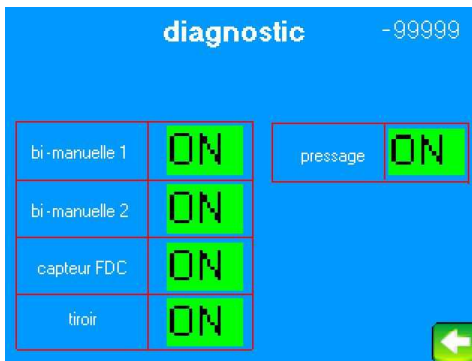 diagnostic -99999
bi-manuelle 1 ON
pressage ON
bi-manuelle 2 ON
capteur FDC ON
tiroir ON